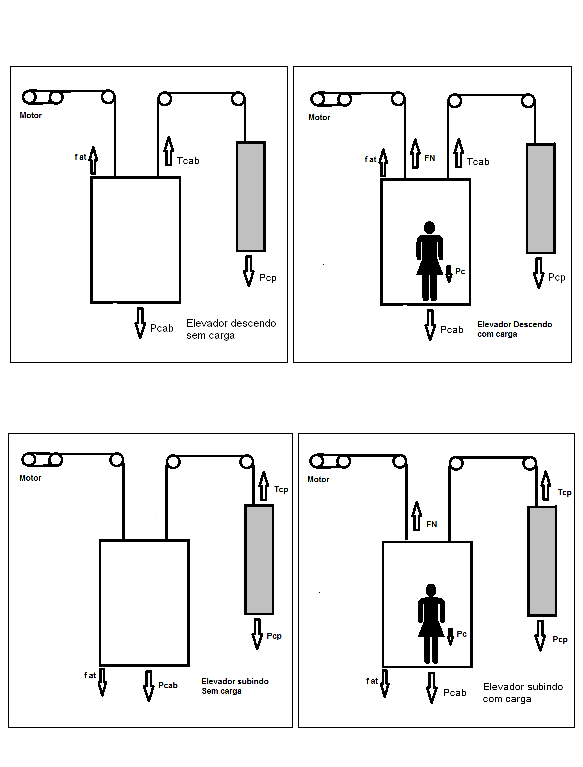 Motor
f at
Tcab
Pcp
Pcab
Elevador descendo
sem carga
Motor
fat
FN
Tcab
Pc
Pcp
Pcab
Elevador Descendo
com carga
Motor
Tcp
Pcp
f at
Pcab
Elevador subindo
Sem carga
Motor
Tcp
FN
Pc
Pcp
fat
Pcab
Elevador subindo
com carga